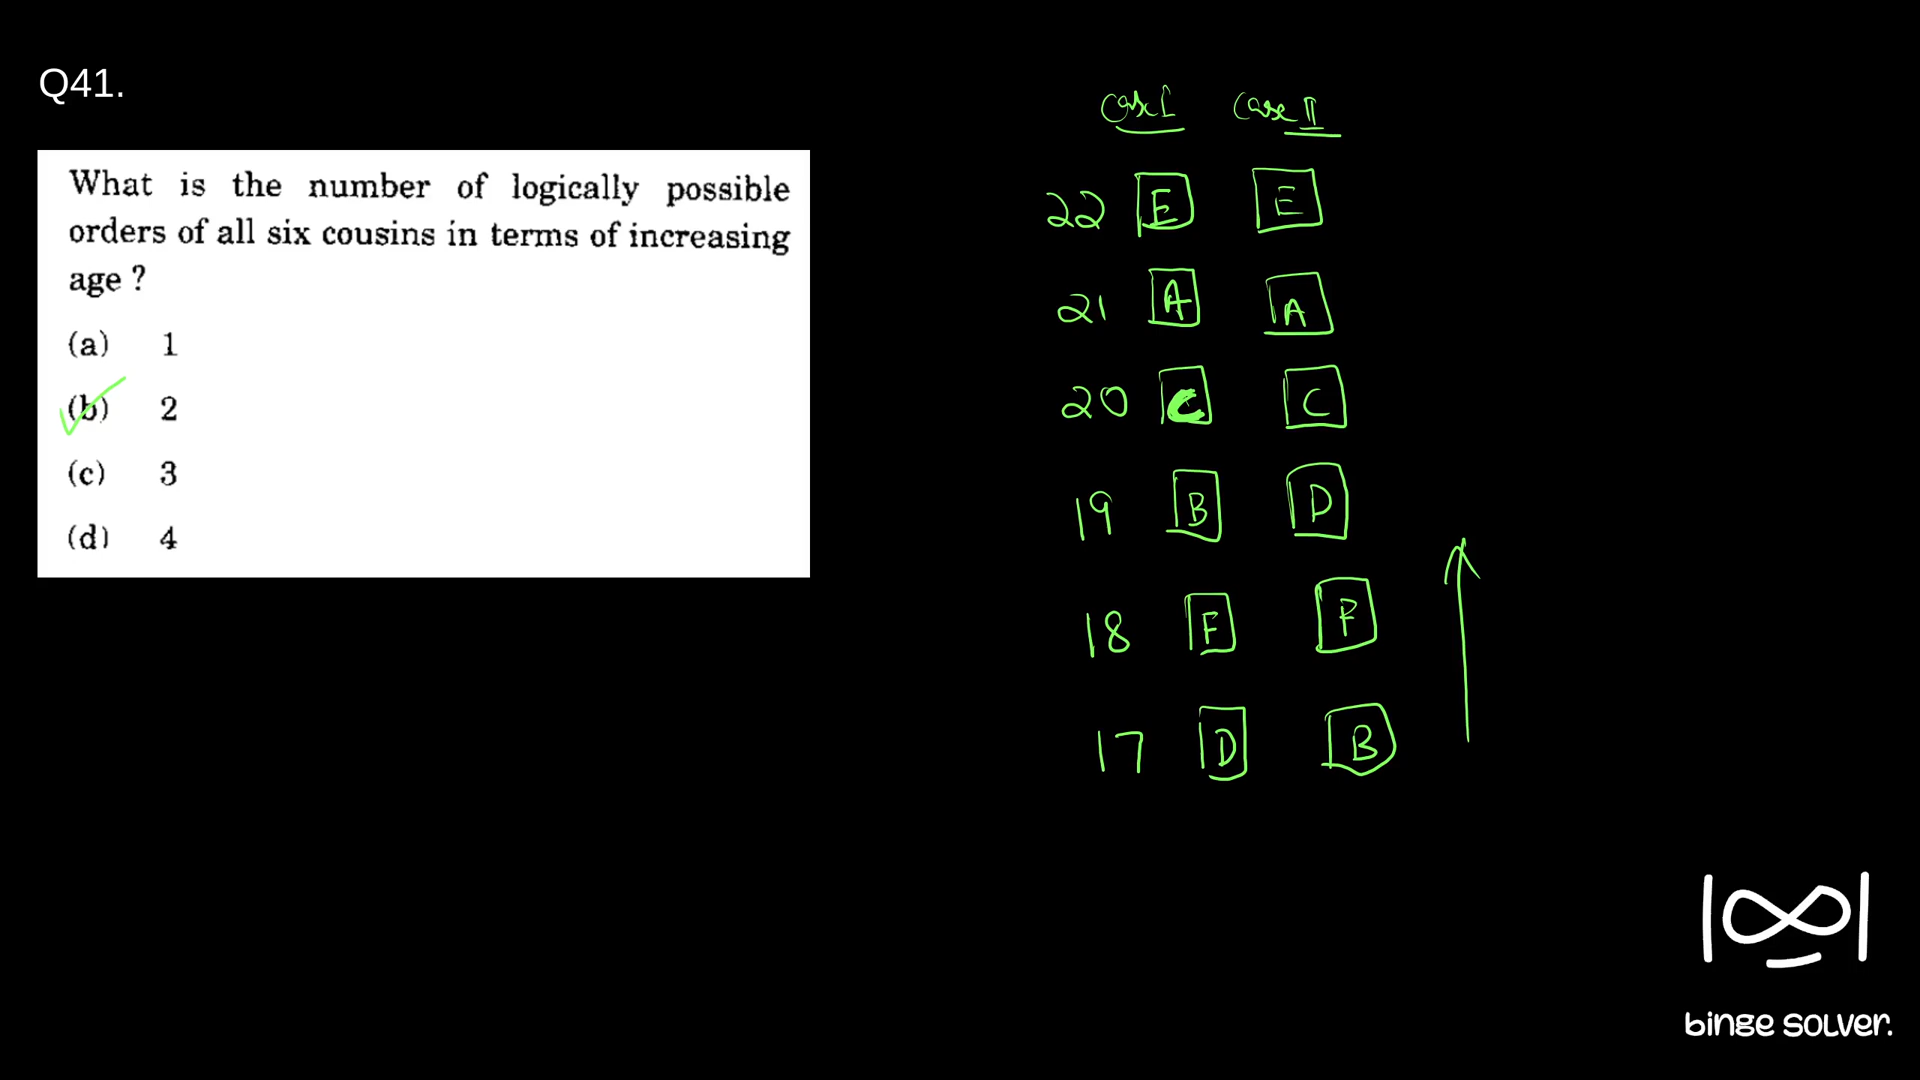 Q41.
What is the number of logically possible
orders of all six cousins in terms of increasing
age ?
(a) 1
(b) 2
(c) 3
(d) 4
Case I Case II
22 E E
21 A A
20 C C
19 B D
18 F F
17 D B
binge solver.